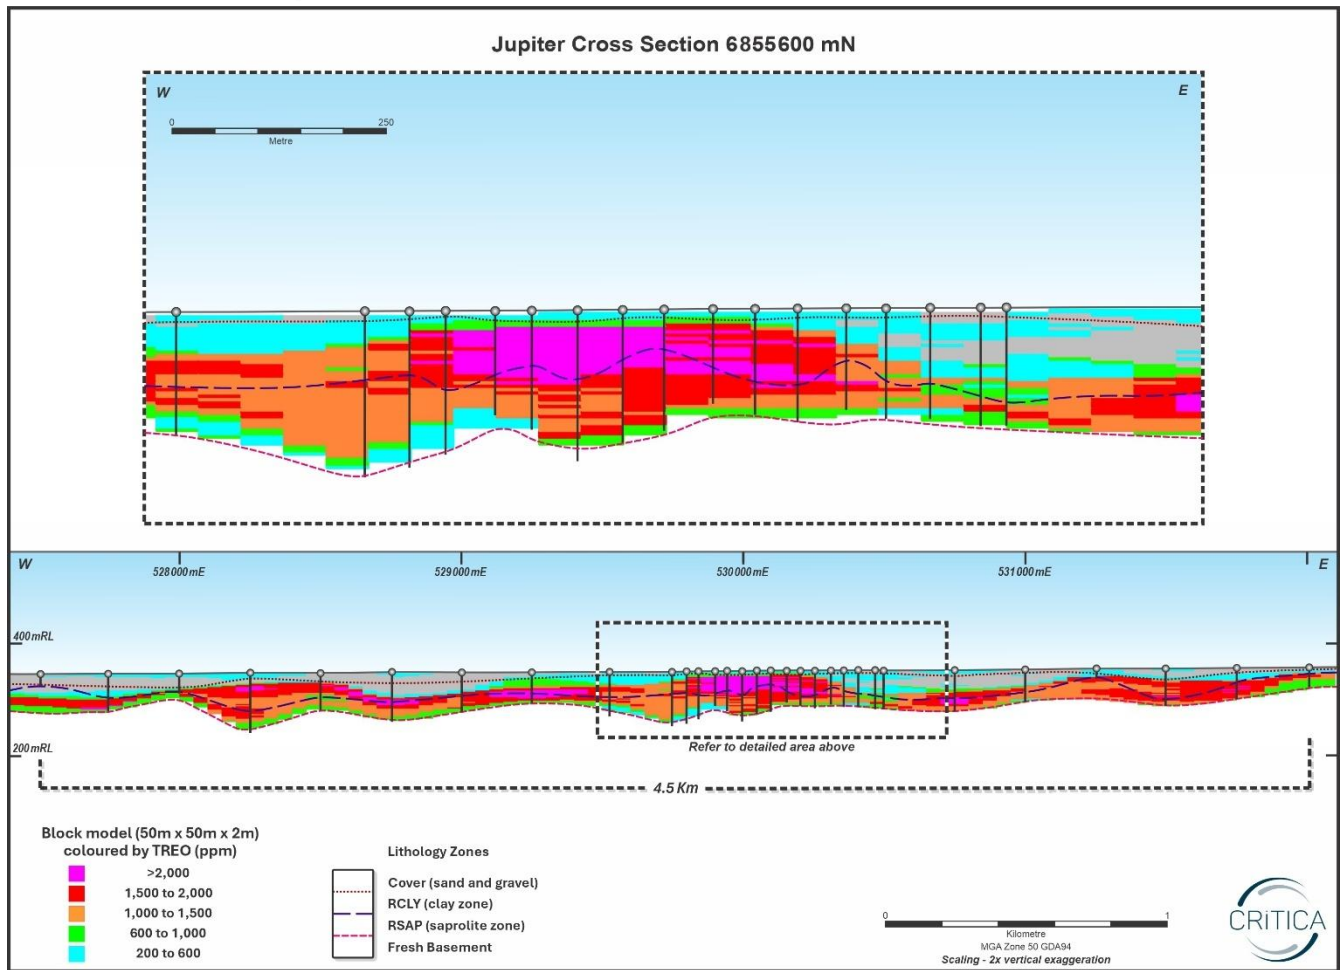 Jupiter Cross Section 6855600 mN
W
E
0
250
Metre
W
528000mE
529000mE
530000mE
531000mE
E
400mRL
200mRL
Refer to detailed area above
4.5 Km
Block model (50m x 50m x 2m)
coloured by TREO (ppm)
>2,000
1,500 to 2,000
1,000 to 1,500
600 to 1,000
200 to 600
Lithology Zones
Cover (sand and gravel)
RCLY (clay zone)
RSAP (saprolite zone)
Fresh Basement
0
1
Kilometre
MGA Zone 50 GDA94
Scaling - 2x vertical exaggeration
CRiTICA